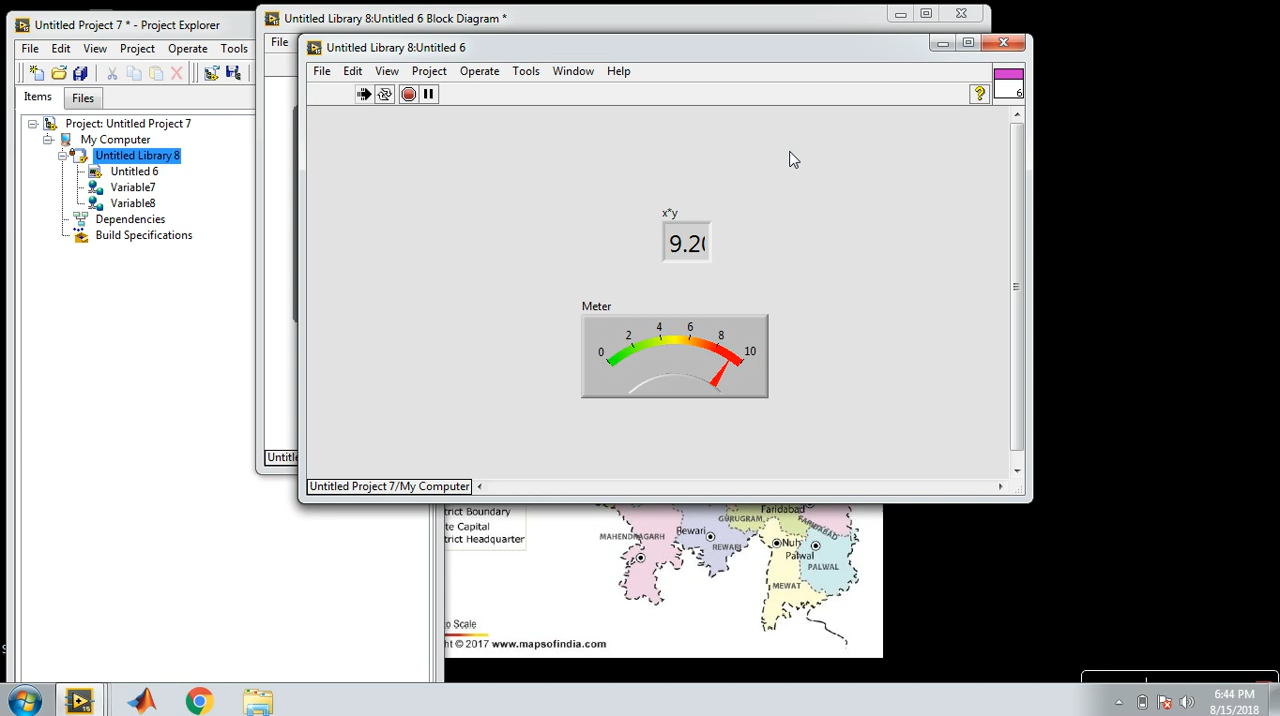 Untitled Project 7 * - Project Explorer
File Edit View Project Operate Tools
Items Files
Project: Untitled Project 7
My Computer
Untitled Library 8
Untitled 6
Variable7
Variable8
Dependencies
Build Specifications
Untitled Library 8:Untitled 6 Block Diagram *
File
Untitled Library 8:Untitled 6
File Edit View Project Operate Tools Window Help
6
x*y
9.20
Meter
0 2 4 6 8 10
Untitled Project 7/My Computer
trict Boundary
te Capital
trict Headquarter
MAHENDRAGARH
Rewari
REWARI
GURUGRAM
Faridabad
FARIDABAD
Nuh
Palwal
PALWAL
MEWAT
o Scale
ht © 2017 www.mapsofindia.com
6:44 PM
8/15/2018